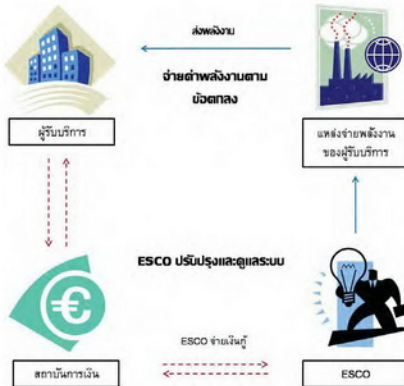 ส่งพลังงาน
จ่ายค่าพลังงานตาม
ข้อตกลง
ผู้รับบริการ
แหล่งจ่ายพลังงาน
ของผู้รับบริการ
ESCO ปรับปรุงและดูแลระบบ
ESCO จ่ายเงินกู้
สถาบันการเงิน
ESCO